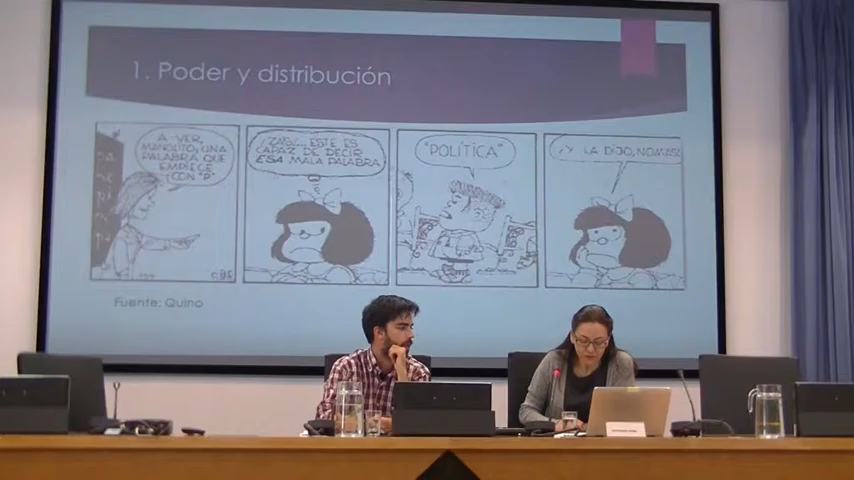 1. Poder y distribución
A VER,
MANOLITO, UNA
PALABRA QUE
EMPIECE
CON "P"
¡ZAS!... ESTE ES
CAPAZ DE DECIR
ESA MALA PALABRA
"POLÍTICA"
¡Y LA DIJO, NOMÁS!
Fuente: Quino